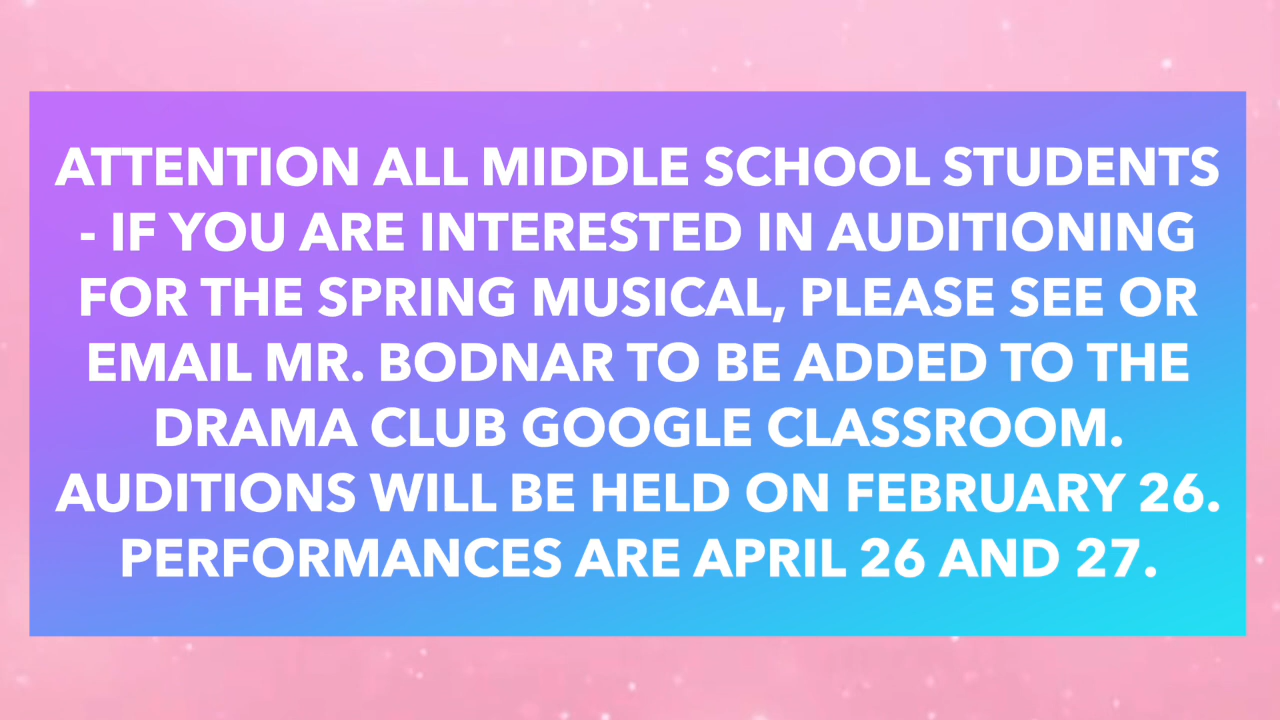 ATTENTION ALL MIDDLE SCHOOL STUDENTS
- IF YOU ARE INTERESTED IN AUDITIONING
FOR THE SPRING MUSICAL, PLEASE SEE OR
EMAIL MR. BODNAR TO BE ADDED TO THE
DRAMA CLUB GOOGLE CLASSROOM.
AUDITIONS WILL BE HELD ON FEBRUARY 26.
PERFORMANCES ARE APRIL 26 AND 27.